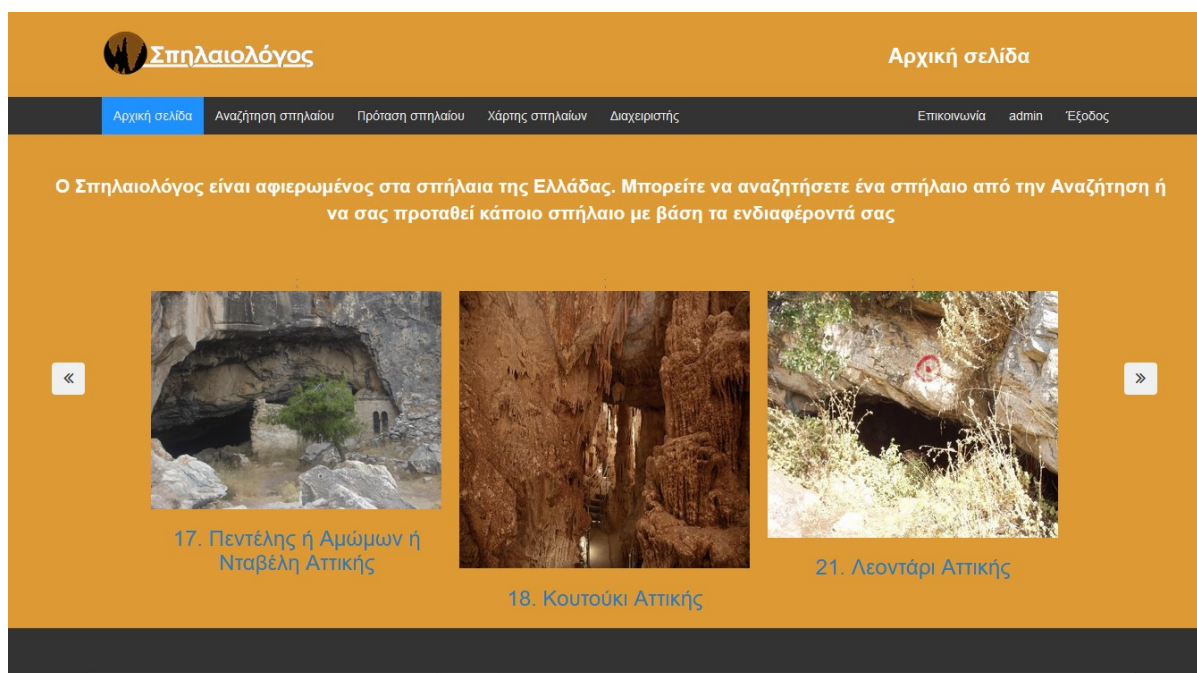 Σπηλαιολόγος
Αρχική σελίδα
Αρχική σελίδα Αναζήτηση σπηλαίου Πρόταση σπηλαίου Χάρτης σπηλαίων Διαχειριστής Επικοινωνία admin Έξοδος
Ο Σπηλαιολόγος είναι αφιερωμένος στα σπήλαια της Ελλάδας. Μπορείτε να αναζητήσετε ένα σπήλαιο από την Αναζήτηση ή
να σας προταθεί κάποιο σπήλαιο με βάση τα ενδιαφέροντά σας
«
»
17. Πεντέλης ή Αμώμων ή
Νταβέλη Αττικής
18. Κουτούκι Αττικής
21. Λεοντάρι Αττικής